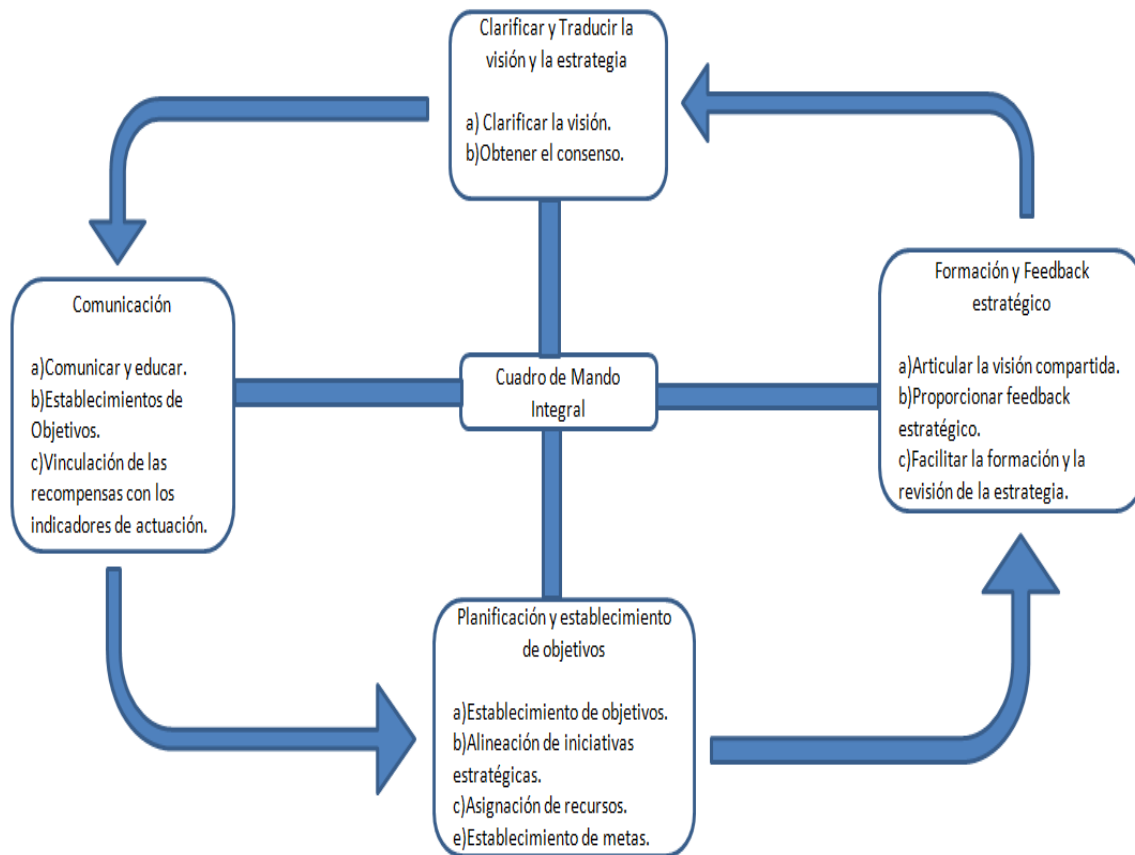 Clarificar y Traducir la
visión y la estrategia
a) Clarificar la visión.
b)Obtener el consenso.
Comunicación
a)Comunicar y educar.
b)Establecimientos de
Objetivos.
c)Vinculación de las
recompensas con los
indicadores de actuación.
Cuadro de Mando
Integral
Formación y Feedback
estratégico
a)Articular la visión compartida.
b)Proporcionar feedback
estratégico.
c)Facilitar la formación y la
revisión de la estrategia.
Planificación y establecimiento
de objetivos
a)Establecimiento de objetivos.
b)Alineación de iniciativas
estratégicas.
c)Asignación de recursos.
e)Establecimiento de metas.